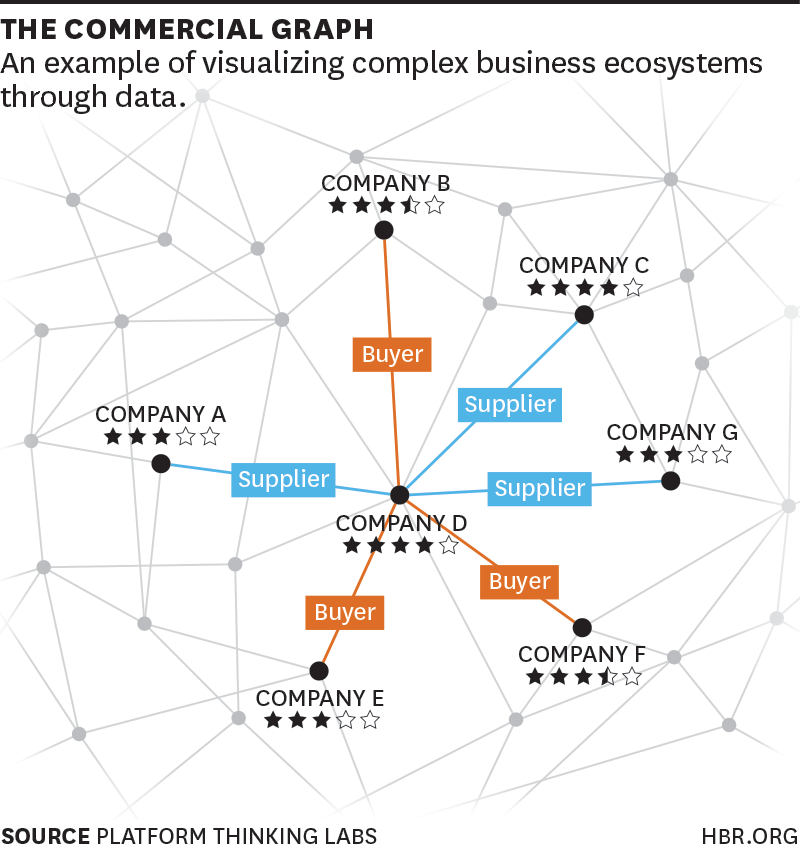 THE COMMERCIAL GRAPH
An example of visualizing complex business ecosystems
through data.
COMPANY B
COMPANY C
Buyer
Supplier
COMPANY A
COMPANY G
Supplier
Supplier
COMPANY D
Buyer
Buyer
COMPANY F
COMPANY E
SOURCE PLATFORM THINKING LABS
HBR.ORG